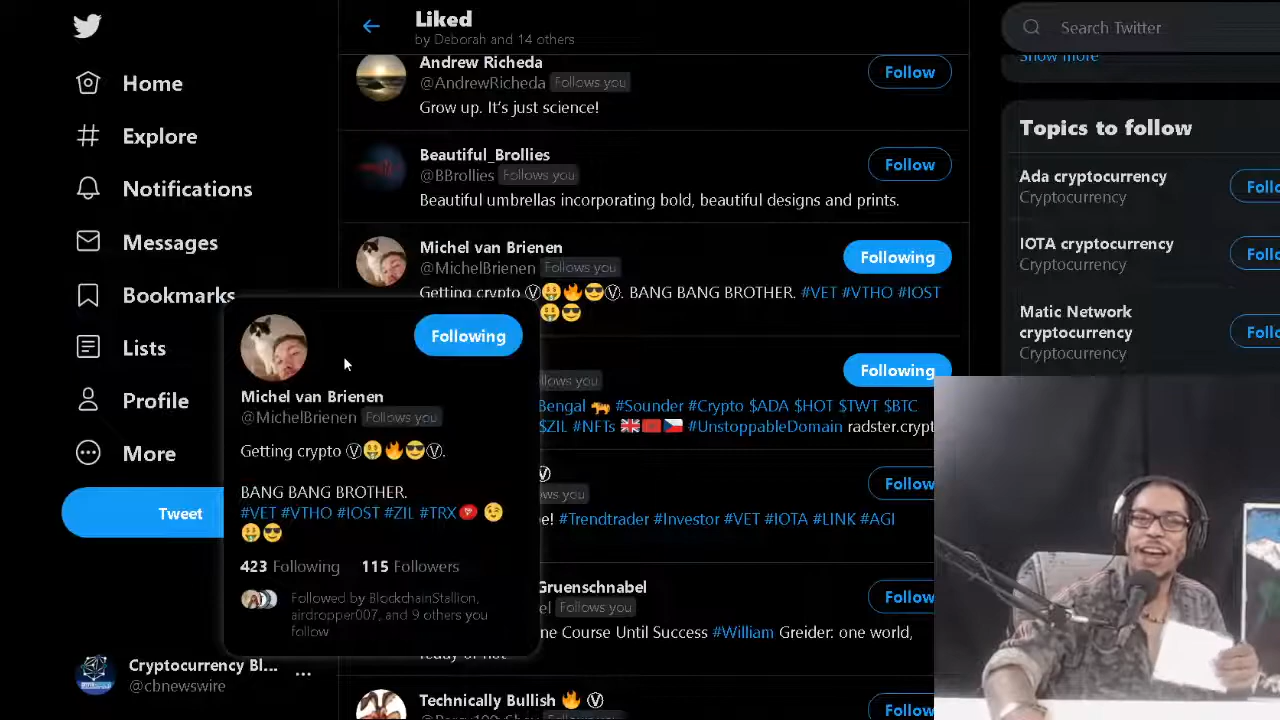 Home
Explore
Notifications
Messages
Bookmarks
Lists
Profile
More
Tweet
Cryptocurrency Bl...
@cbnewswire
Liked
by Deborah and 14 others
Andrew Richeda
@AndrewRicheda Follows you
Follow
Grow up. It's just science!
Beautiful_Brollies
@BBrollies Follows you
Follow
Beautiful umbrellas incorporating bold, beautiful designs and prints.
Michel van Brienen
@MichelBrienen Follows you
Following
Getting crypto Ⓥ🤑🔥😎Ⓥ. BANG BANG BROTHER. #VET #VTHO #IOST
🤑😎
Following
Michel van Brienen
@MichelBrienen Follows you
Getting crypto Ⓥ🤑🔥😎Ⓥ.
BANG BANG BROTHER.
#VET #VTHO #IOST #ZIL #TRX 😉
🤑😎
423 Following 115 Followers
Followed by BlockchainStallion,
airdropper007, and 9 others you
follow
you
Following
Bengal 🐅 #Sounder #Crypto $ADA $HOT $TWT $BTC
$ZIL #NFTs 🇬🇧🇲🇦🇨🇿 #UnstoppableDomain radster.crypt
Ⓥ
you
Follow
#Trendtrader #Investor #VET #IOTA #LINK #AGI
Gruenschnabel
Follows you
Follow
Course Until Success #William Greider: one world,
Technically Bullish 🔥 Ⓥ
Follow
Search Twitter
Show more
Topics to follow
Ada cryptocurrency
Cryptocurrency
Follo
IOTA cryptocurrency
Cryptocurrency
Follo
Matic Network
cryptocurrency
Cryptocurrency
Follo